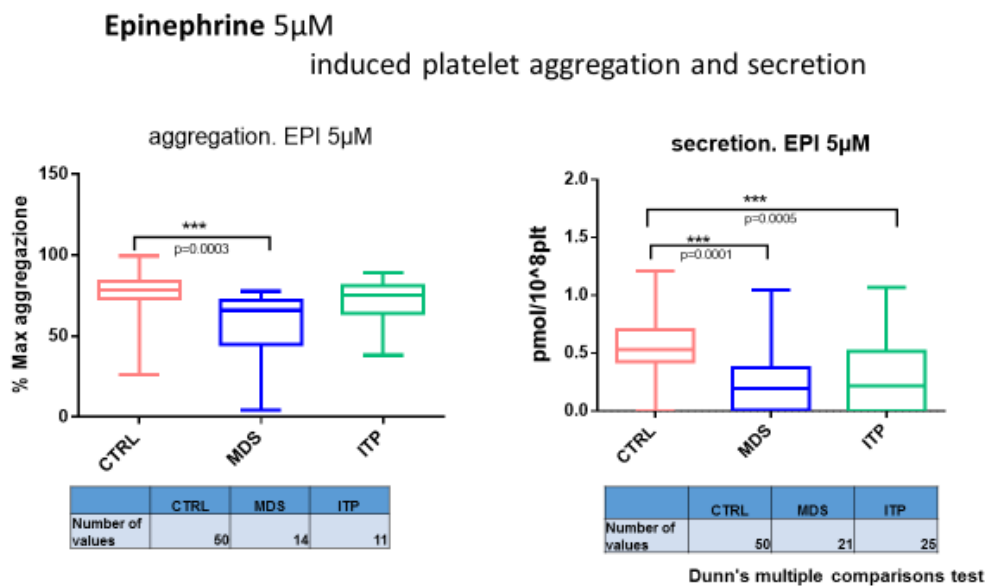 Epinephrine 5µM
induced platelet aggregation and secretion
aggregation. EPI 5µM
% Max aggregazione
150
100
50
0
***
p=0.0003
CTRL
MDS
ITP
CTRL MDS ITP
Number of values 50 14 11
secretion. EPI 5µM
pmol/10^8plt
2.0
1.5
1.0
0.5
0.0
***
p=0.0005
***
p=0.0001
CTRL
MDS
ITP
CTRL MDS ITP
Number of values 50 21 25
Dunn's multiple comparisons test